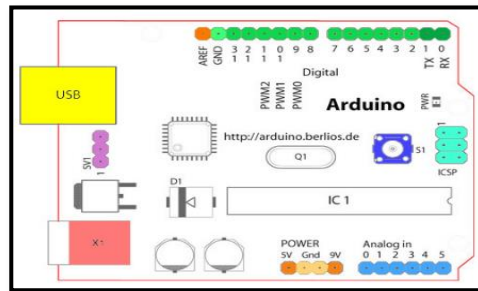 AREF GND 13 12 11 10 9 8 7 6 5 4 3 2 1 0
TX RX
Digital
USB
PWM2 PWM1 PWM0
Arduino
PWR
http://arduino.berlios.de
SV1
1
Q1
S1
1
ICSP
D1
IC 1
X1
POWER
5V Gnd 9V
Analog in
0 1 2 3 4 5